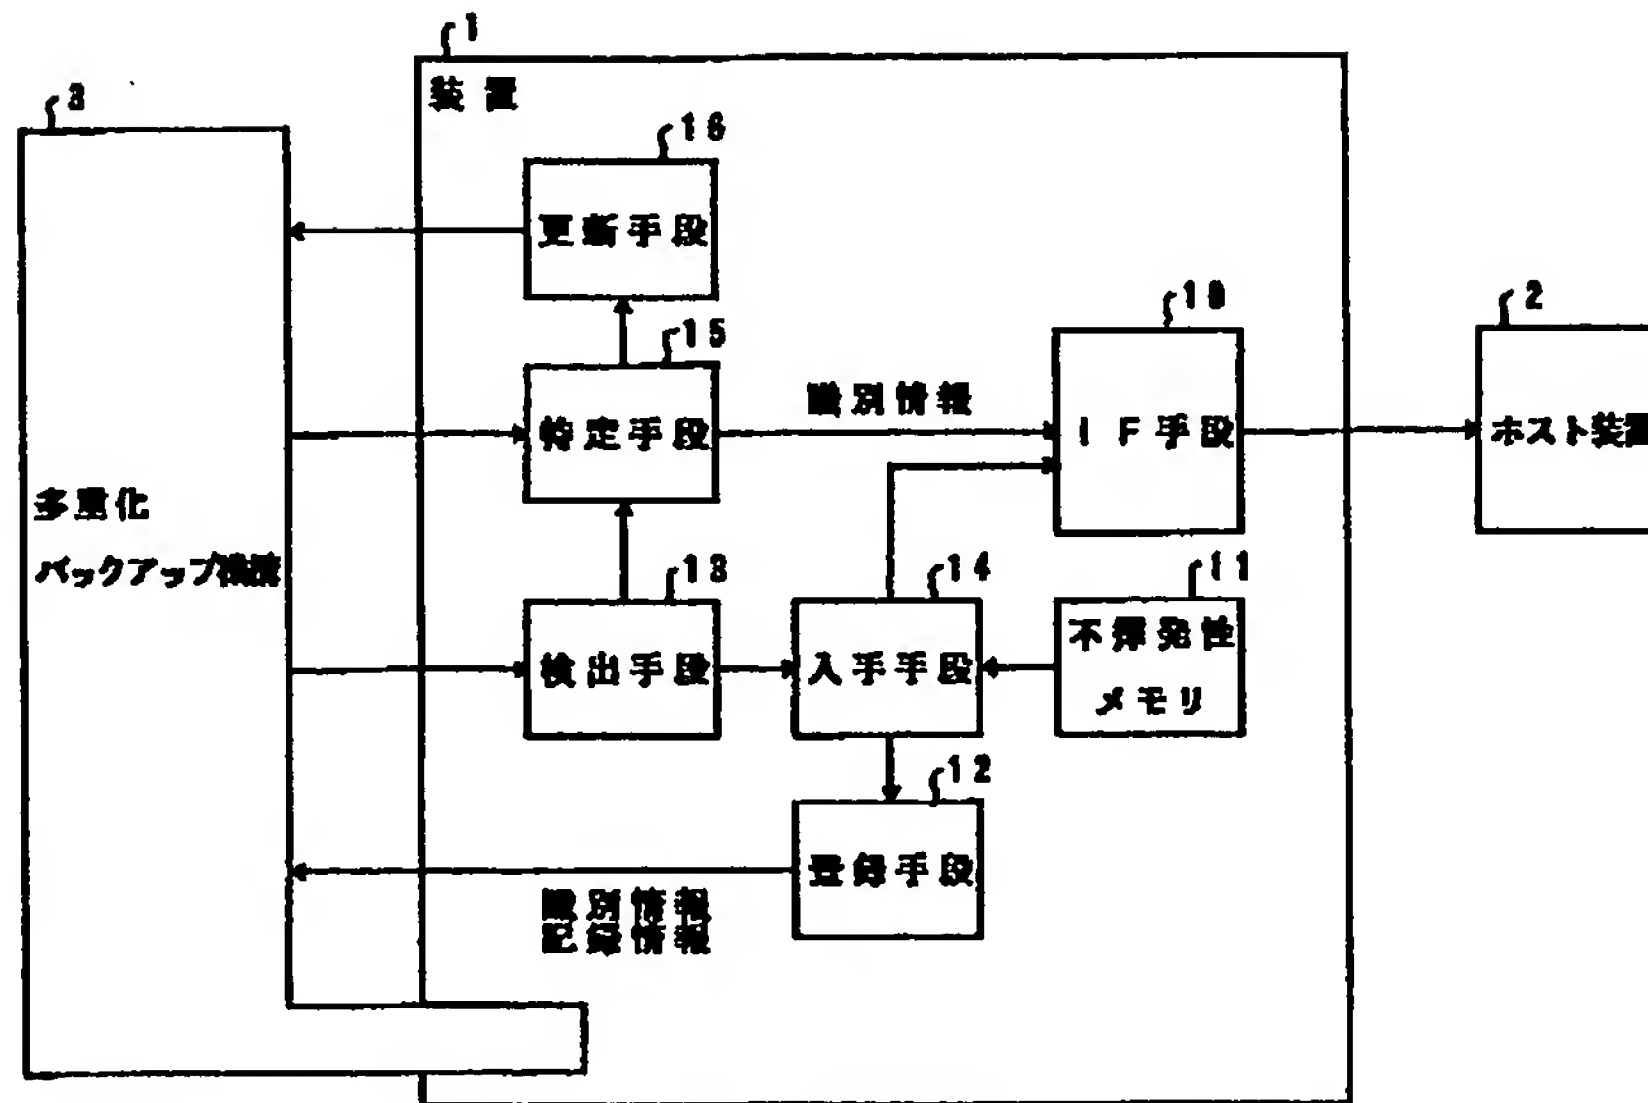 1
装置
3
16
更新手段
15
特定手段
識別情報
10
IF手段
2
ホスト装置
多重化
バックアップ機構
13
検出手段
14
入手手段
11
不揮発性
メモリ
12
登録手段
識別情報
記録情報